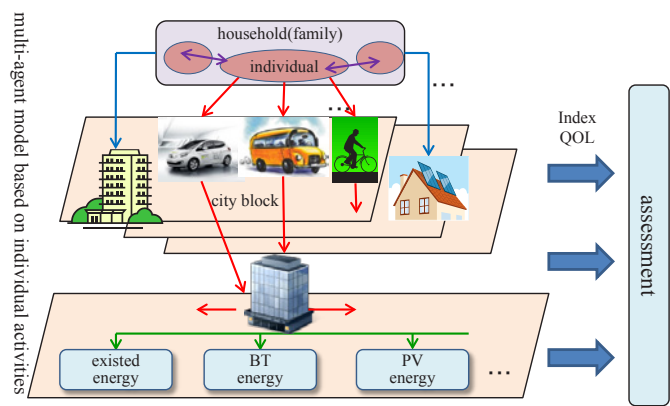 multi-agent model based on individual activities
household(family)
individual
...
...
Index
QOL
city block
assessment
existed
energy
BT
energy
PV
energy
...